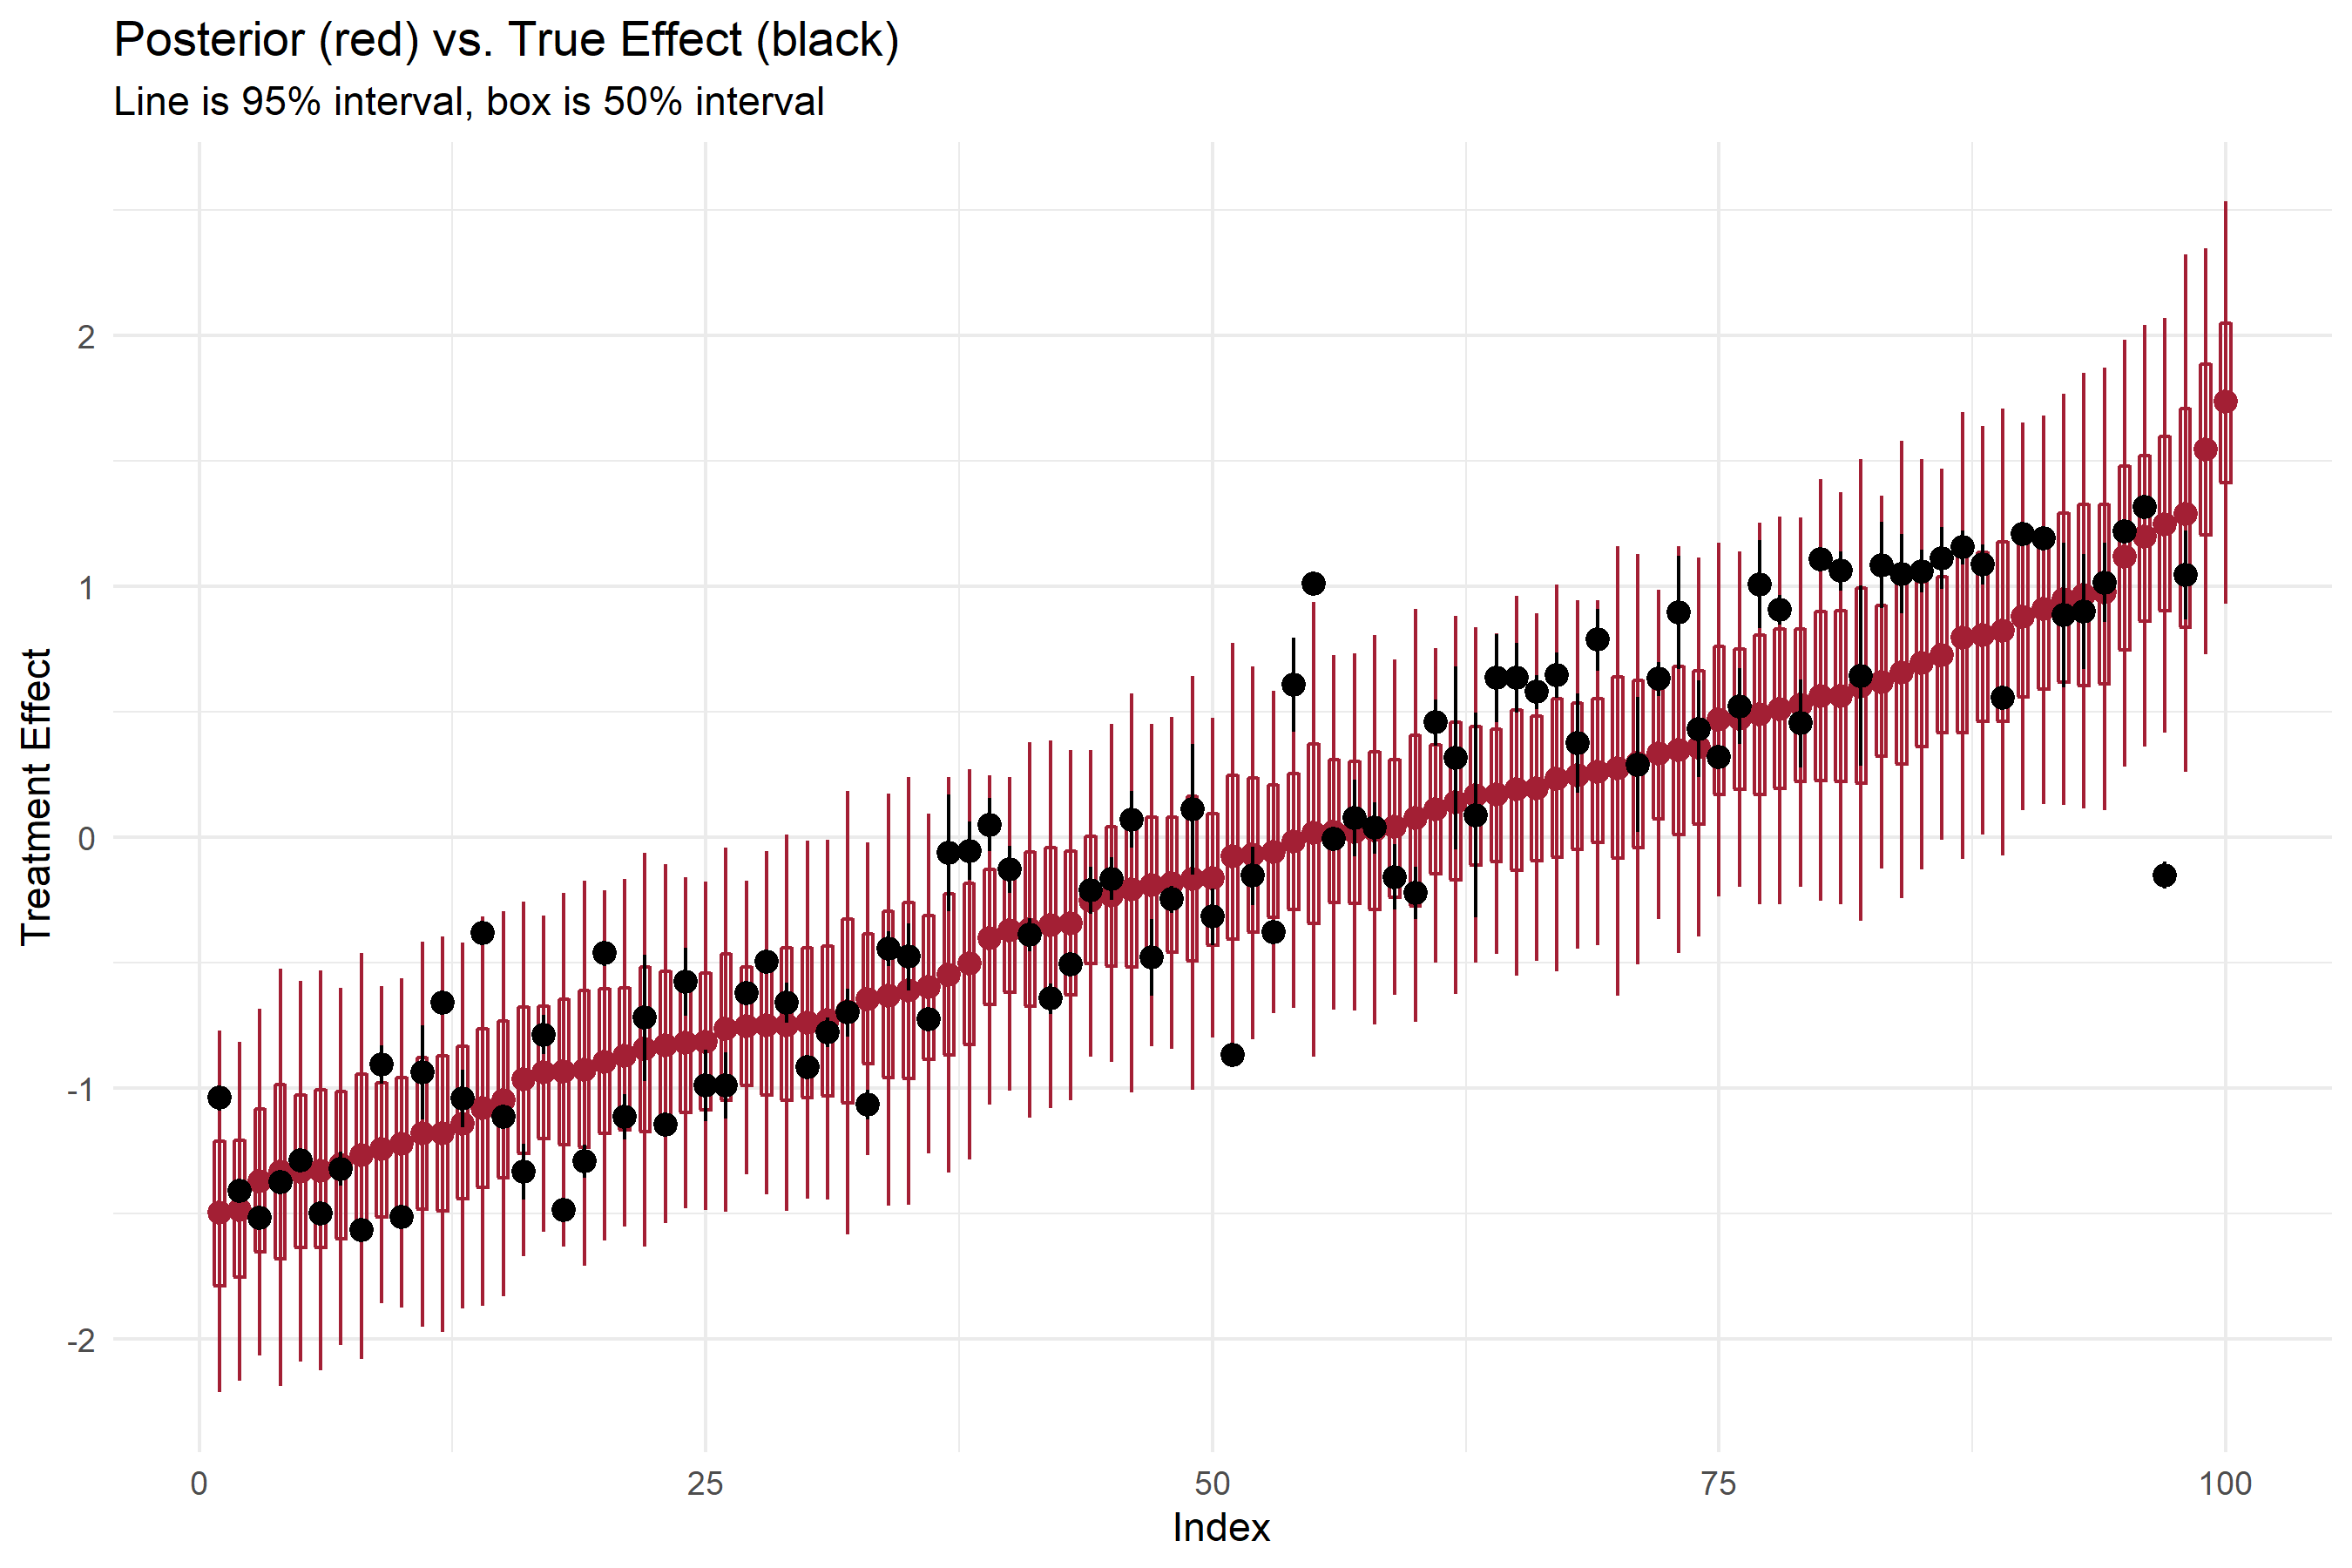 Posterior (red) vs. True Effect (black)
Line is 95% interval, box is 50% interval
Treatment Effect
2
1
0
-1
-2
0
25
50
75
100
Index